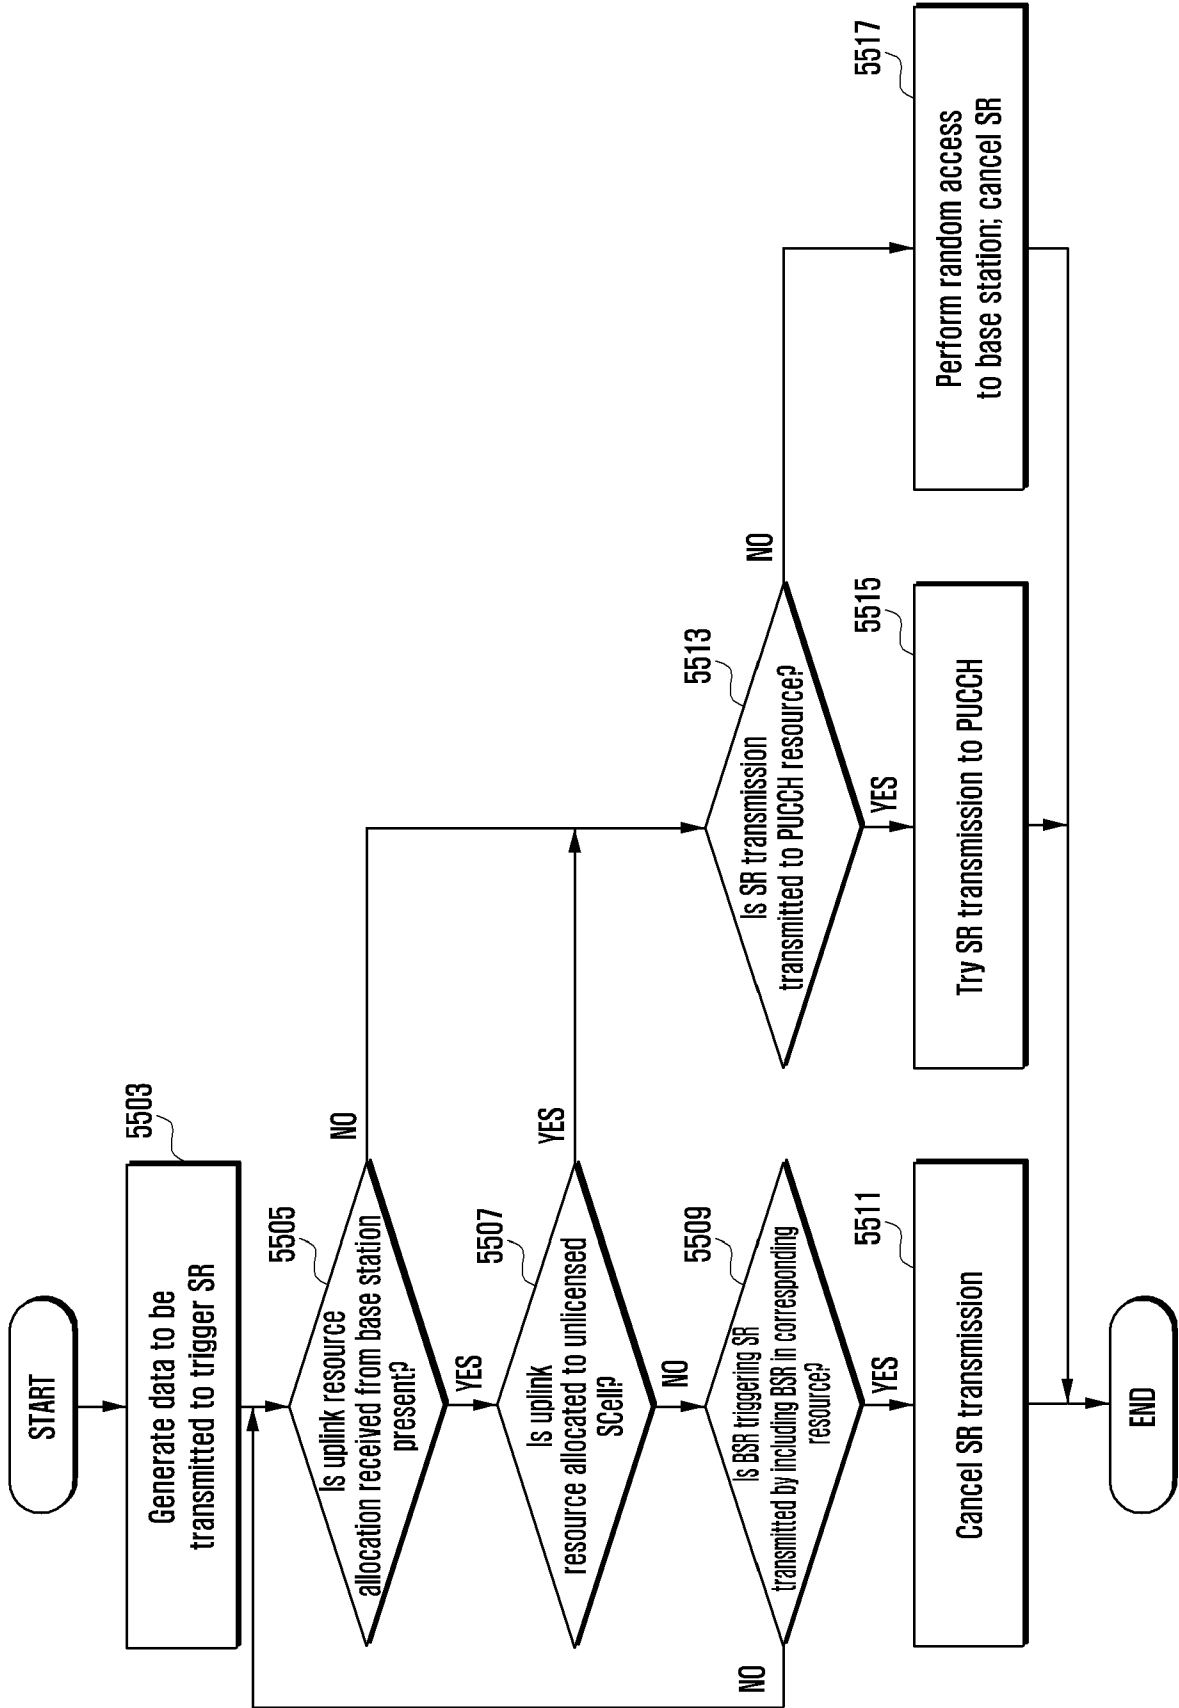 START
5503
Generate data to be
transmitted to trigger SR
5505
Is uplink resource
allocation received from base station
present?
NO
YES
5507
Is uplink
resource allocated to unlicensed
SCell?
YES
NO
5509
Is BSR triggering SR
transmitted by including BSR in corresponding
resource?
NO
YES
5511
Cancel SR transmission
5513
Is SR transmission
transmitted to PUCCH resource?
NO
YES
5515
Try SR transmission to PUCCH
5517
Perform random access
to base station; cancel SR
END